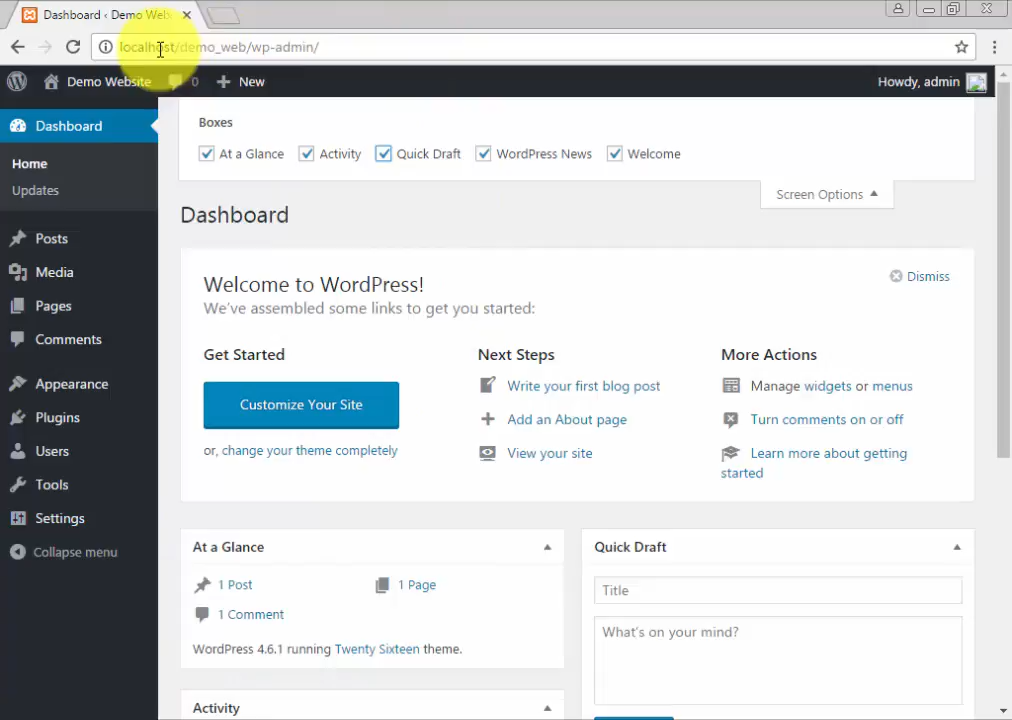 Dashboard ‹ Demo Web
localhost/demo_web/wp-admin/
Demo Website 0 New Howdy, admin
Dashboard
Home
Updates
Posts
Media
Pages
Comments
Appearance
Plugins
Users
Tools
Settings
Collapse menu
Boxes
At a Glance Activity Quick Draft WordPress News Welcome
Screen Options
Dashboard
Welcome to WordPress!
Dismiss
We've assembled some links to get you started:
Get Started
Customize Your Site
or, change your theme completely
Next Steps
Write your first blog post
Add an About page
View your site
More Actions
Manage widgets or menus
Turn comments on or off
Learn more about getting
started
At a Glance
1 Post 1 Page
1 Comment
WordPress 4.6.1 running Twenty Sixteen theme.
Activity
Quick Draft
Title
What's on your mind?